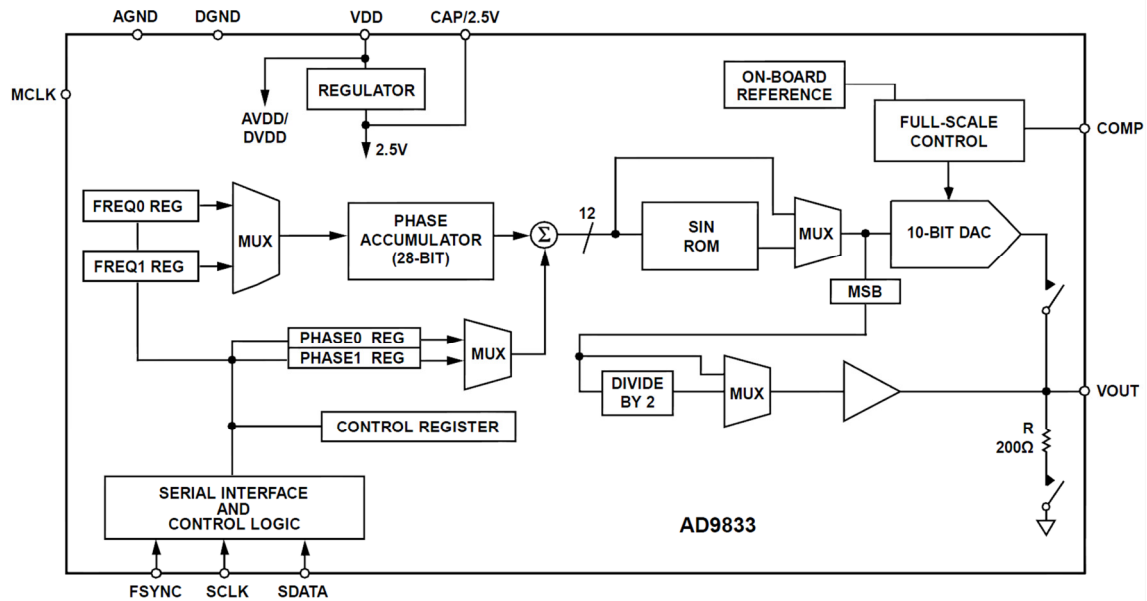 AGND DGND VDD CAP/2.5V
MCLK
REGULATOR
AVDD/
DVDD
2.5V
ON-BOARD
REFERENCE
FULL-SCALE
CONTROL
COMP
FREQ0 REG
FREQ1 REG
MUX
PHASE
ACCUMULATOR
(28-BIT)
Σ
12
SIN
ROM
MUX
10-BIT DAC
MSB
PHASE0 REG
PHASE1 REG
MUX
DIVIDE
BY 2
MUX
VOUT
R
200Ω
CONTROL REGISTER
SERIAL INTERFACE
AND
CONTROL LOGIC
AD9833
FSYNC SCLK SDATA